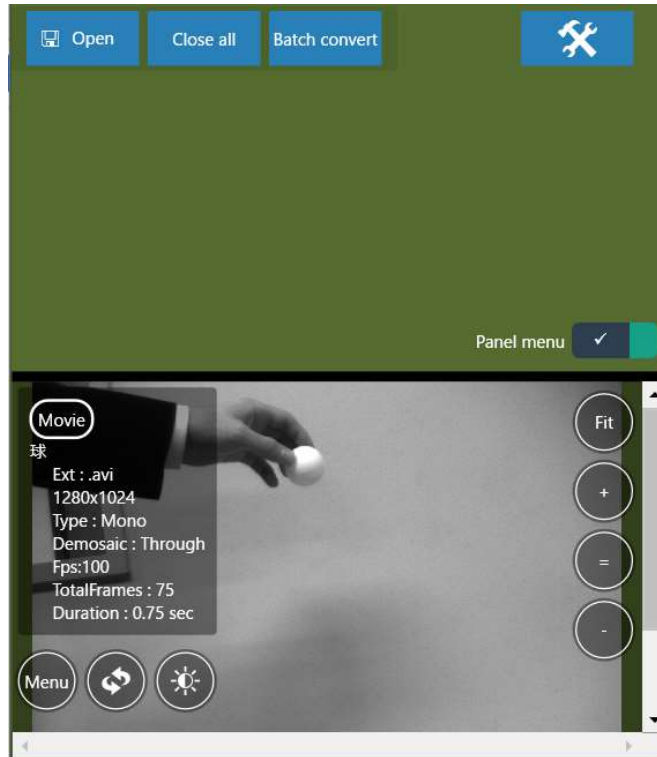 Open
Close all
Batch convert
Panel menu
Movie
球
Ext : .avi
1280x1024
Type : Mono
Demosaic : Through
Fps:100
TotalFrames : 75
Duration : 0.75 sec
Fit
+
=
-
Menu